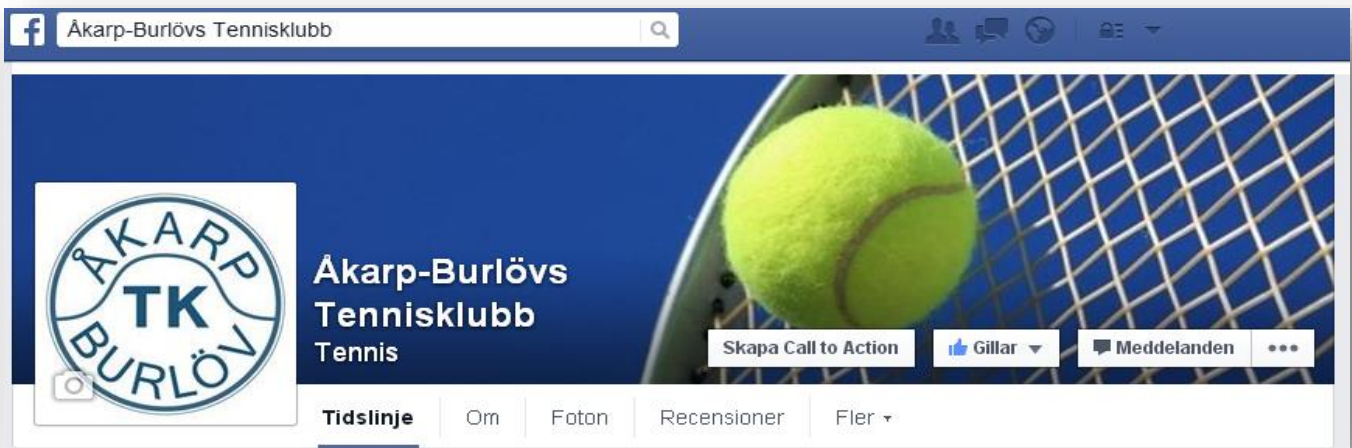 f Åkarp-Burlövs Tennisklubb
ÅKARP
TK
BURLÖV
Åkarp-Burlövs
Tennisklubb
Tennis
Skapa Call to Action Gillar Meddelanden
Tidslinje Om Foton Recensioner Fler